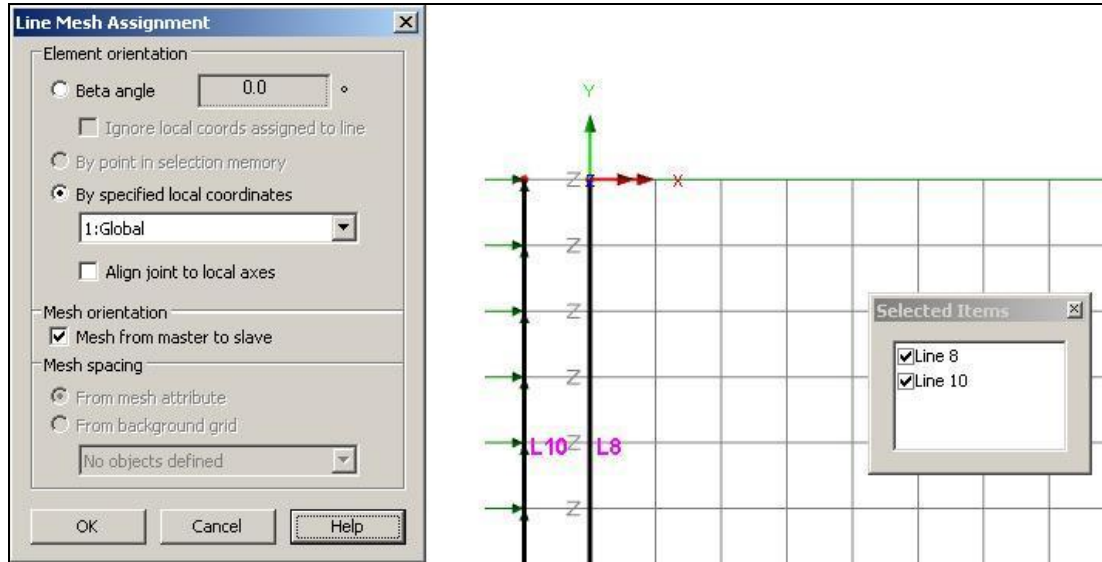 Line Mesh Assignment
Element orientation
Beta angle 0.0 °
Ignore local coords assigned to line
By point in selection memory
By specified local coordinates
1:Global
Align joint to local axes
Mesh orientation
Mesh from master to slave
Mesh spacing
From mesh attribute
From background grid
No objects defined
OK Cancel Help
Y
Z Z X
Z
Z
Z
L10 Z L8
Z
Selected Items
Line 8
Line 10